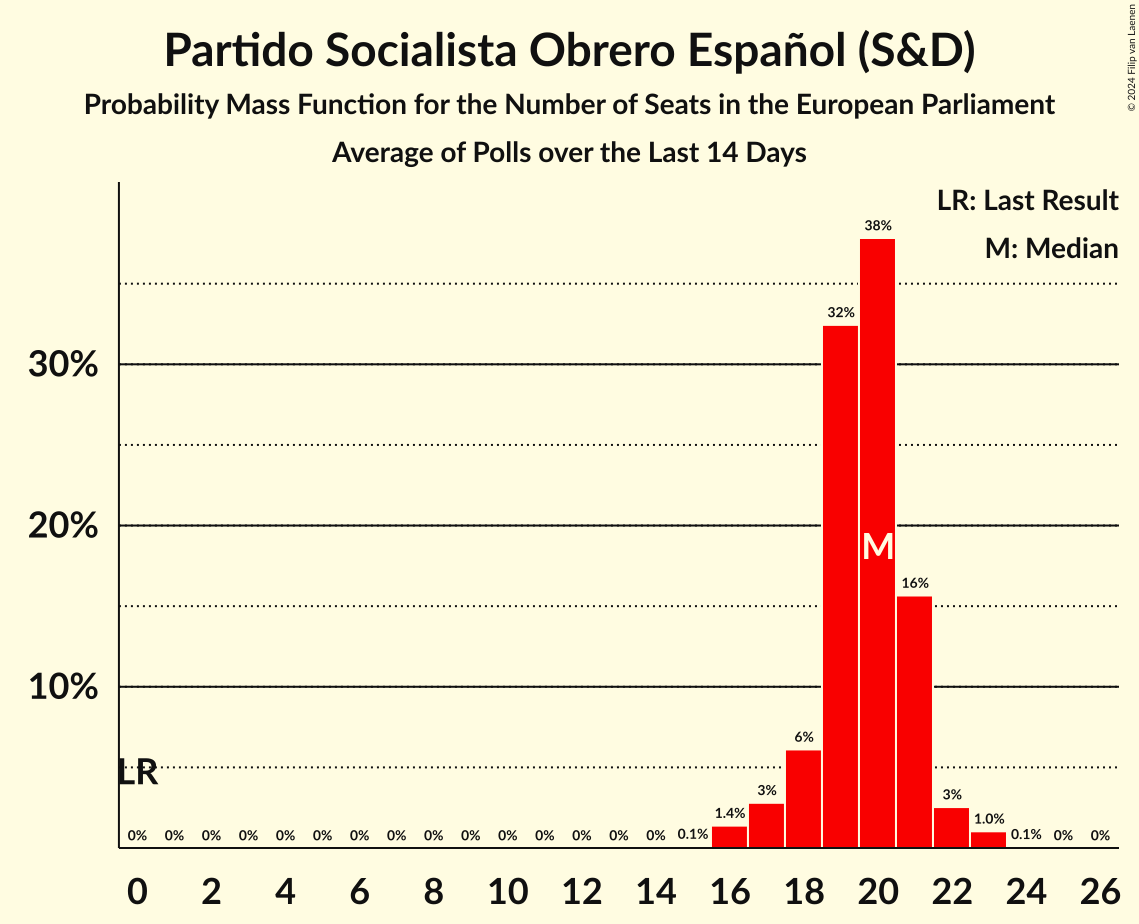 Partido Socialista Obrero Español (S&D)
Probability Mass Function for the Number of Seats in the European Parliament
Average of Polls over the Last 14 Days
© 2024 Filip van Laenen
LR: Last Result
M: Median
38%
32%
30%
20%
M
16%
10%
6%
LR
3%
3%
1.4%
1.0%
0% 0% 0% 0% 0% 0% 0% 0% 0% 0% 0% 0% 0% 0% 0% 0.1% 0.1% 0% 0%
0 2 4 6 8 10 12 14 16 18 20 22 24 26